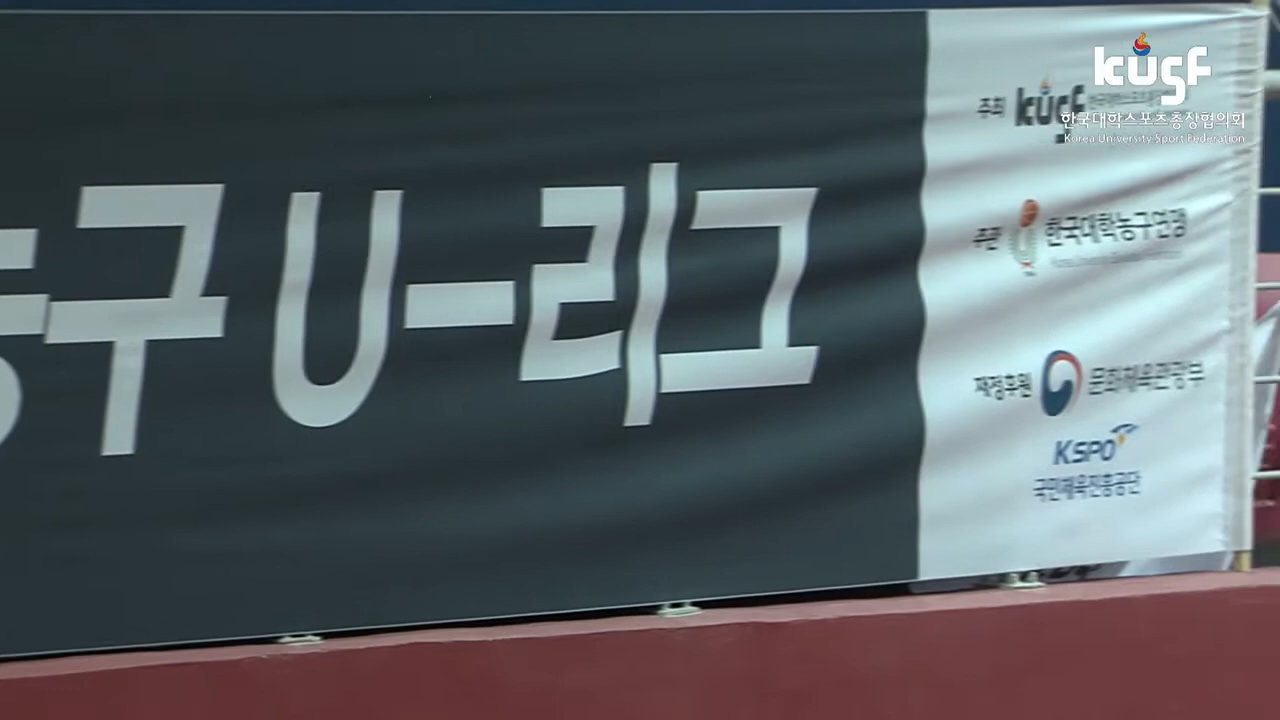 농구 U-리그
주최 kusf
주관 한국대학농구연맹
재정후원 문화체육관광부
KSPO
국민체육진흥공단
kusf
한국대학스포츠총장협의회
Korea University Sport Federation